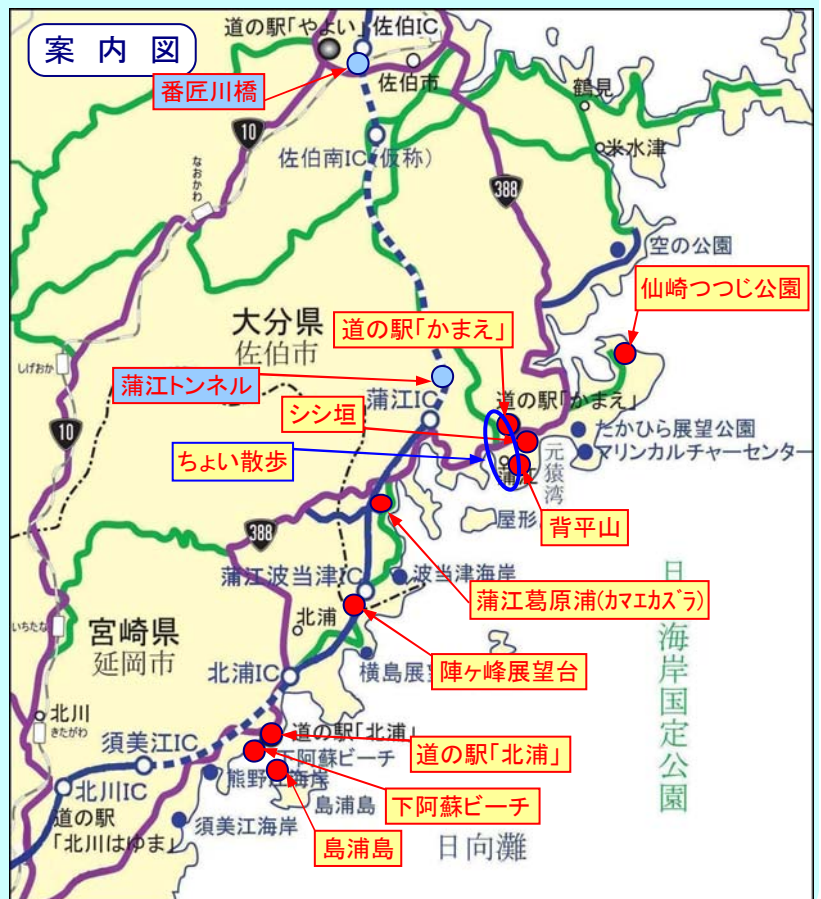 案 内 図
道の駅「やよい」
佐伯IC
番匠川橋
佐伯市
鶴見
10
佐伯南IC(仮称)
米水津
なおかわ
388
空の公園
仙崎つつじ公園
大分県
佐伯市
道の駅「かまえ」
しげおか
蒲江トンネル
蒲江IC
道の駅「かまえ」
シシ垣
たかひら展望公園
10
ちょい散歩
マリンカルチャーセンター
蒲江
元猿湾
屋形
背平山
388
蒲江波当津IC
波当津海岸
日
海岸国定公園
蒲江葛原浦(カマエカズラ)
いちたな
宮崎県
延岡市
北浦
陣ヶ峰展望台
北浦IC
横島展望
北川
きたがわ
須美江IC
道の駅「北浦」
道の駅「北浦」
下阿蘇ビーチ
熊野江海岸
北川IC
下阿蘇ビーチ
島浦島
道の駅
「北川はゆま」
須美江海岸
島浦島
日向灘